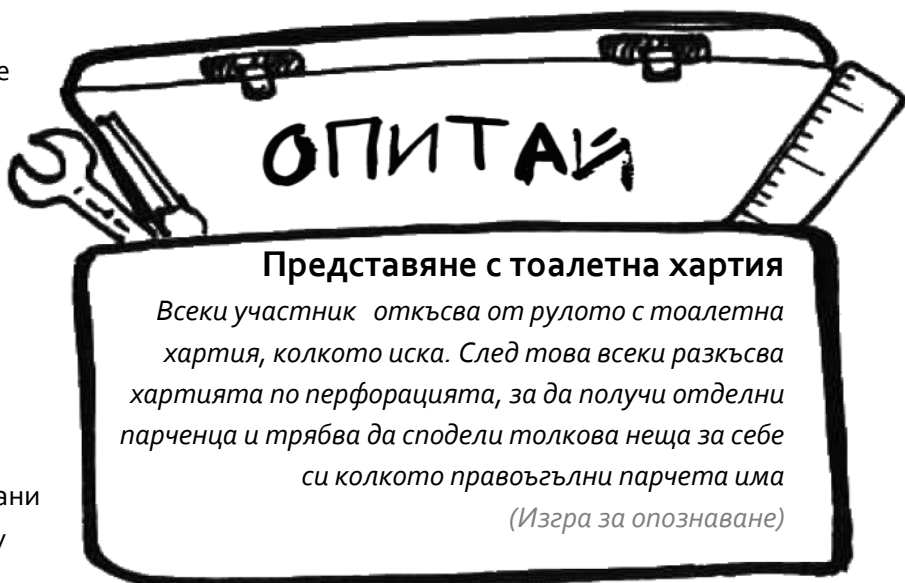 е
ОПИТАЙ
Представяне с тоалетна хартия
Всеки участник откъсва от рулото с тоалетна
хартия, колкото иска. След това всеки разкъсва
хартията по перфорацията, за да получи отделни
парченца и трябва да сподели толкова неща за себе
си колкото правоъгълни парчета има
(Изгра за опознаване)
ани
у